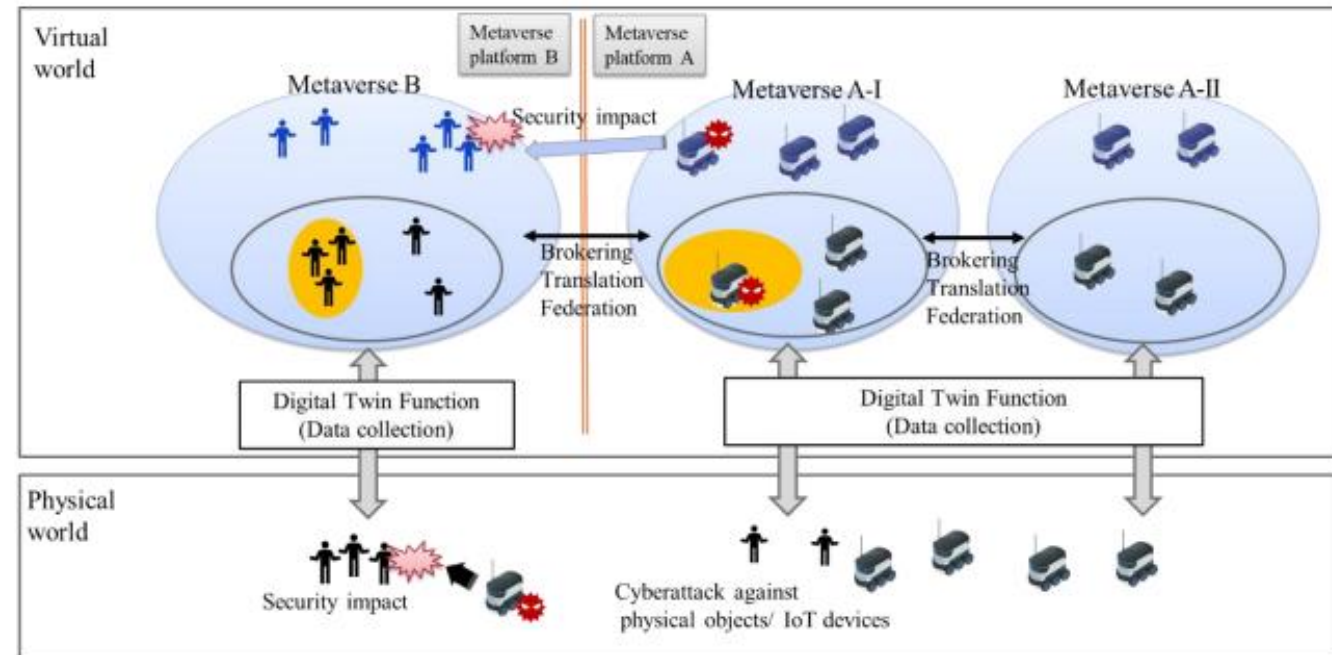 Virtual
world
Metaverse
platform B
Metaverse
platform A
Metaverse B
Metaverse A-I
Metaverse A-II
Security impact
Brokering
Translation
Federation
Brokering
Translation
Federation
Digital Twin Function
(Data collection)
Digital Twin Function
(Data collection)
Physical
world
Security impact
Cyberattack against
physical objects/ IoT devices